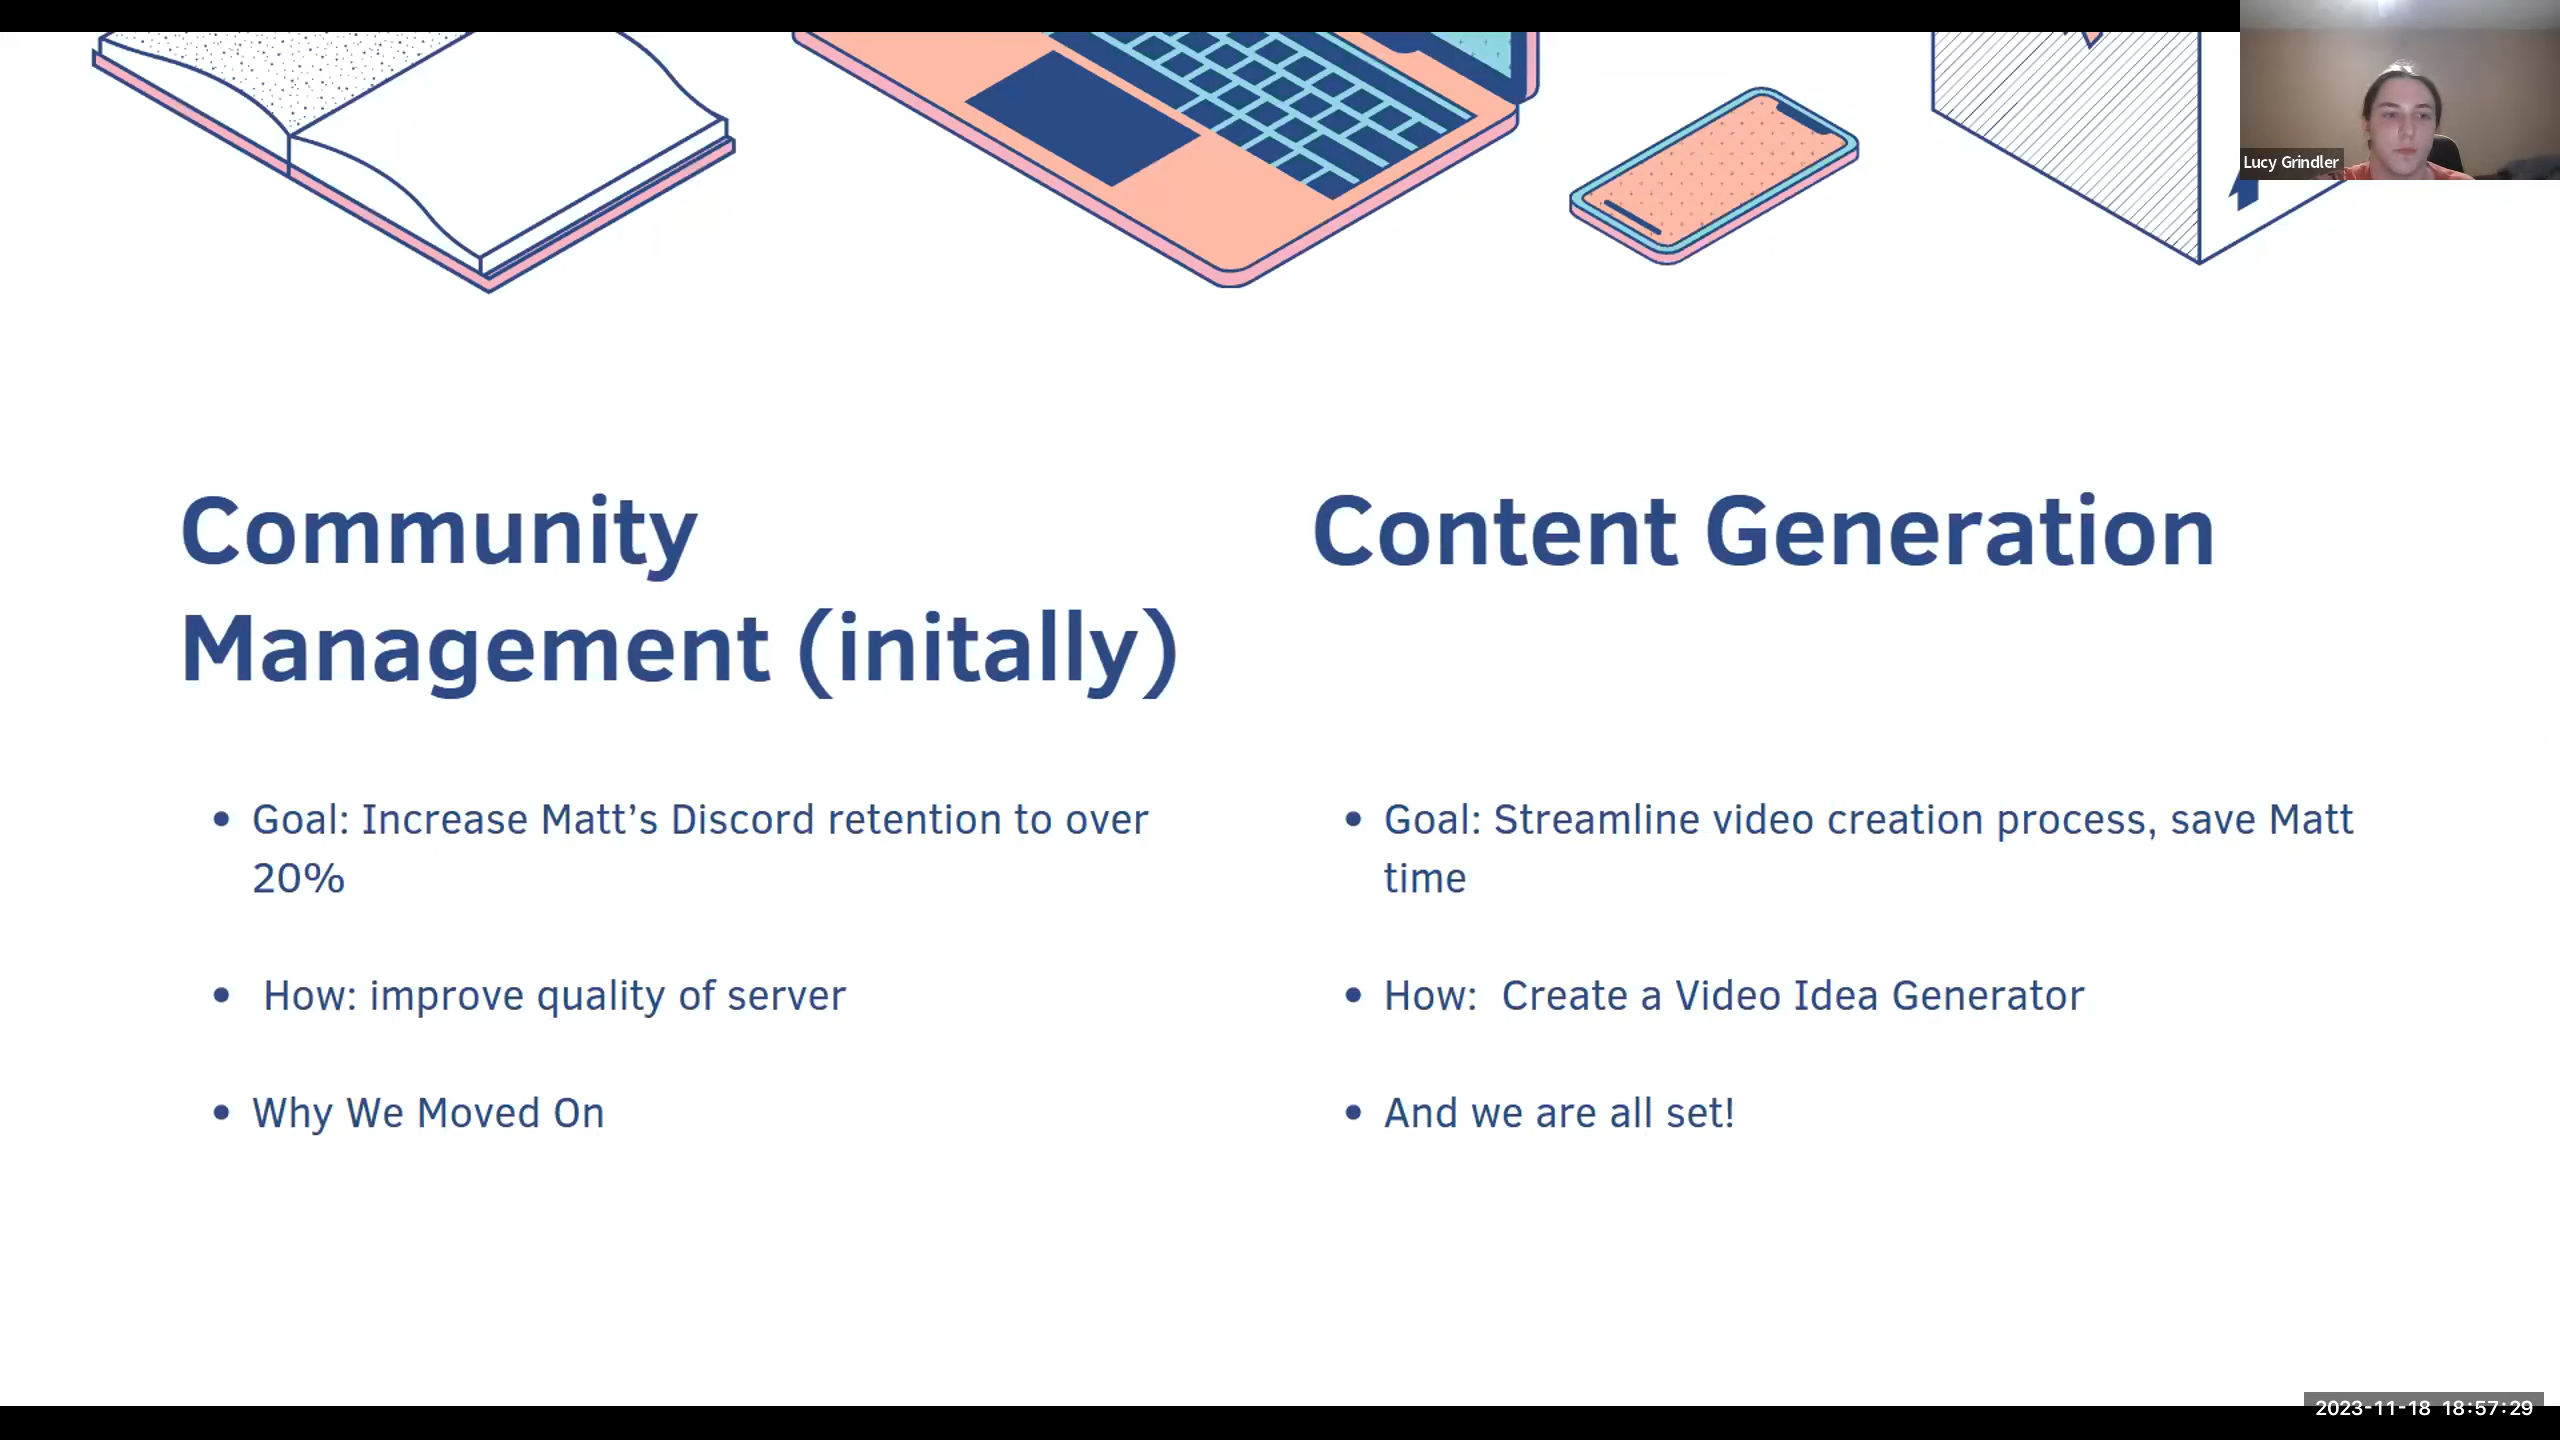 Lucy Grindler
Community
Management (initally)
• Goal: Increase Matt’s Discord retention to over
20%
• How: improve quality of server
• Why We Moved On
Content Generation
• Goal: Streamline video creation process, save Matt
time
• How:  Create a Video Idea Generator
• And we are all set!
2023-11-18 18:57:29